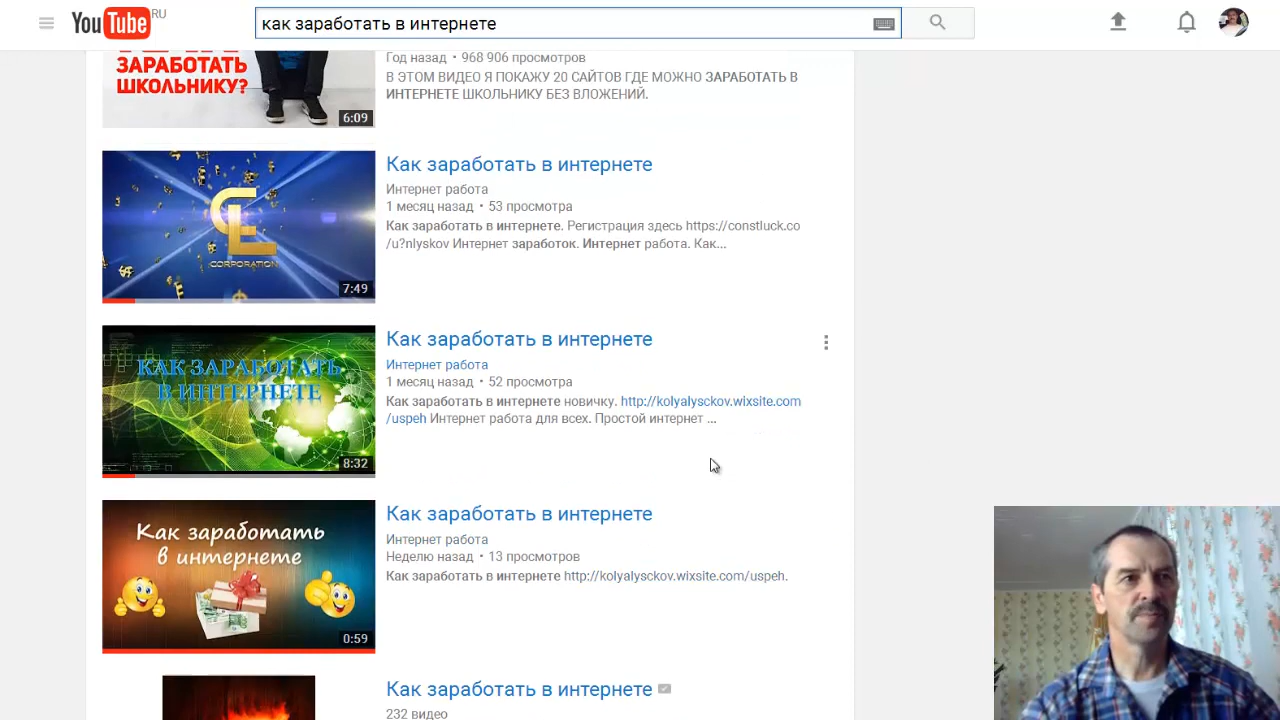 YouTube RU
как заработать в интернете
ЗАРАБОТАТЬ
ШКОЛЬНИКУ?
6:09
Год назад • 968 906 просмотров
В ЭТОМ ВИДЕО Я ПОКАЖУ 20 САЙТОВ ГДЕ МОЖНО ЗАРАБОТАТЬ В
ИНТЕРНЕТЕ ШКОЛЬНИКУ БЕЗ ВЛОЖЕНИЙ.
CL
CORPORATION
7:49
Как заработать в интернете
Интернет работа
1 месяц назад • 53 просмотра
Как заработать в интернете. Регистрация здесь https://constluck.co
/u?nlyskov Интернет заработок. Интернет работа. Как...
КАК ЗАРАБОТАТЬ
В ИНТЕРНЕТЕ
8:32
Как заработать в интернете
Интернет работа
1 месяц назад • 52 просмотра
Как заработать в интернете новичку. http://kolyalysckov.wixsite.com
/uspeh Интернет работа для всех. Простой интернет ...
Как заработать
в интернете
0:59
Как заработать в интернете
Интернет работа
Неделю назад • 13 просмотров
Как заработать в интернете http://kolyalysckov.wixsite.com/uspeh.
Как заработать в интернете
232 видео